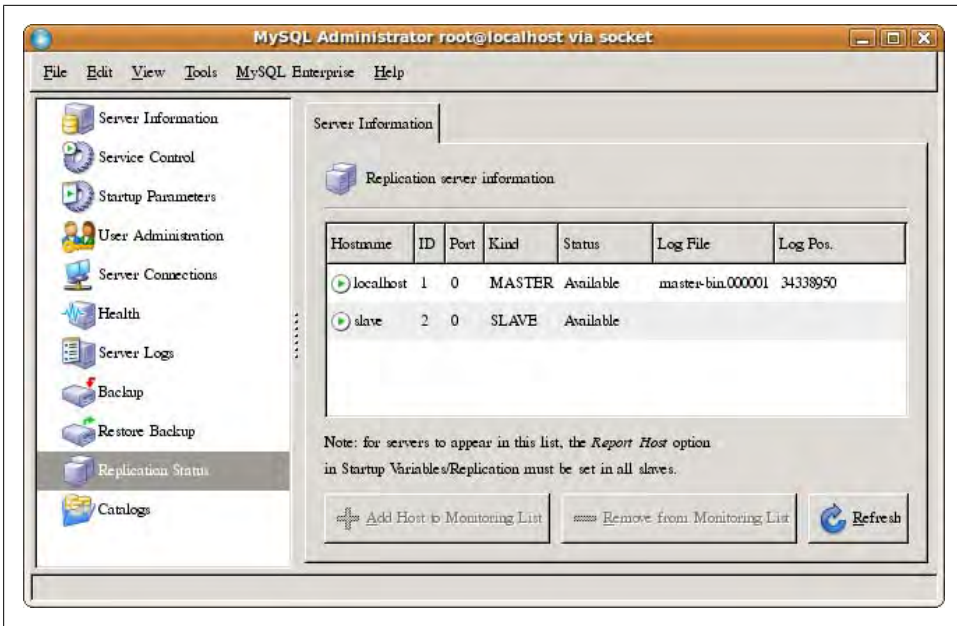 MySQL Administrator root@localhost via socket
File Edit View Tools MySQL Enterprise Help
Server Information
Service Control
Startup Parameters
User Administration
Server Connections
Health
Server Logs
Backup
Restore Backup
Replication Status
Catalogs
Server Information
Replication server information
Hostname ID Port Kind Status Log File Log Pos.
localhost 1 0 MASTER Available master-bin.000001 34338950
slave 2 0 SLAVE Available
Note: for servers to appear in this list, the Report Host option
in Startup Variables/Replication must be set in all slaves.
Add Host to Monitoring List Remove from Monitoring List Refresh